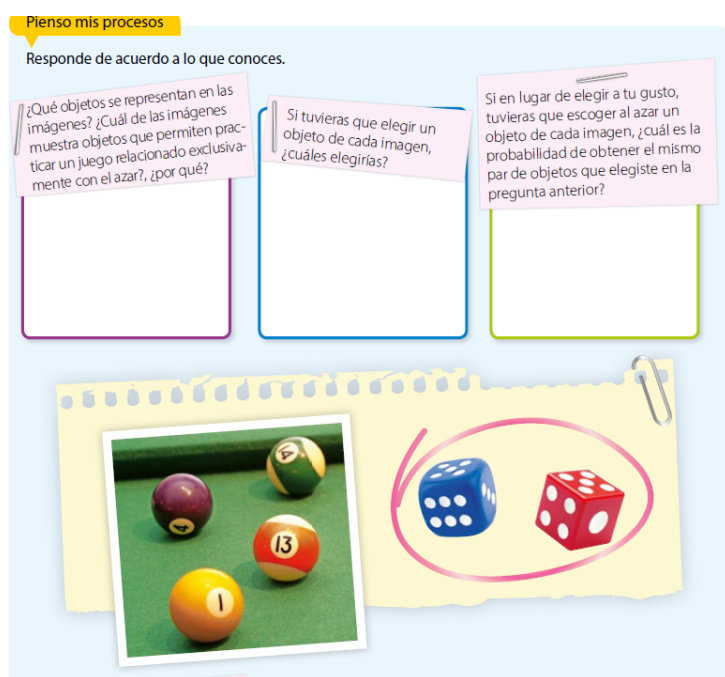 Pienso mis procesos
Responde de acuerdo a lo que conoces.
¿Qué objetos se representan en las
imágenes? ¿Cuál de las imágenes
muestra objetos que permiten prac-
ticar un juego relacionado exclusiva-
mente con el azar?, ¿por qué?
Si tuvieras que elegir un
objeto de cada imagen,
¿cuáles elegirías?
Si en lugar de elegir a tu gusto,
tuvieras que escoger al azar un
objeto de cada imagen, ¿cuál es la
probabilidad de obtener el mismo
par de objetos que elegiste en la
pregunta anterior?
14
4
13
1